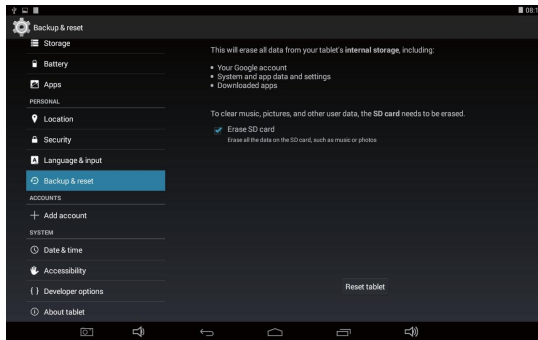 08:1
Backup & reset
Storage
Battery
Apps
PERSONAL
Location
Security
Language & input
Backup & reset
ACCOUNTS
Add account
SYSTEM
Date & time
Accessibility
Developer options
About tablet
This will erase all data from your tablet's internal storage, including:
• Your Google account
• System and app data and settings
• Downloaded apps
To clear music, pictures, and other user data, the SD card needs to be erased.
Erase SD card
Erase all the data on the SD card, such as music or photos
Reset tablet